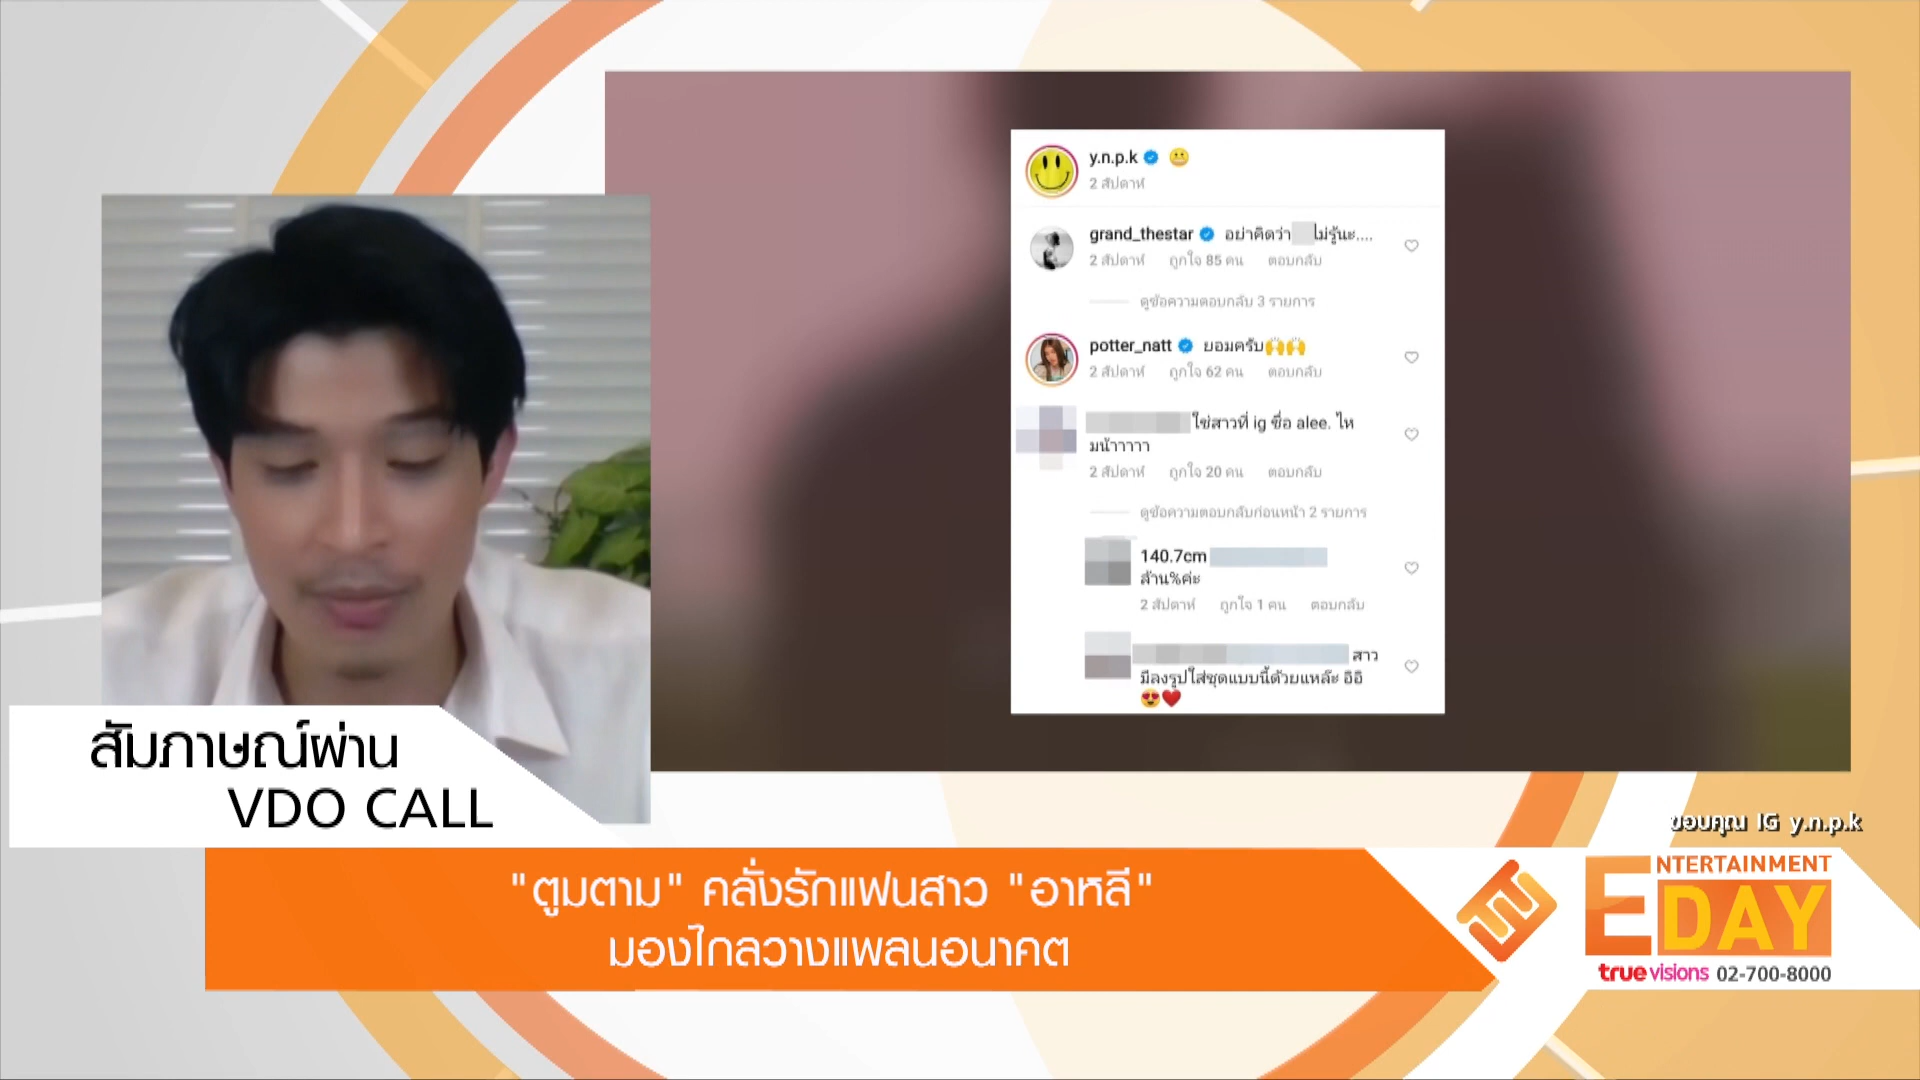 y.n.p.k 😬
2 สัปดาห์
grand_thestar อย่าคิดว่า ไม่รู้นะ....
2 สัปดาห์ ถูกใจ 85 คน ตอบกลับ
ดูข้อความตอบกลับ 3 รายการ
potter_natt ยอมครับ🙌🙌
2 สัปดาห์ ถูกใจ 62 คน ตอบกลับ
ใช่สาวที่ ig ชื่อ alee. ไห
มน้าาาาา
2 สัปดาห์ ถูกใจ 20 คน ตอบกลับ
ดูข้อความตอบกลับก่อนหน้า 2 รายการ
140.7cm
ล้าน%ค่ะ
2 สัปดาห์ ถูกใจ 1 คน ตอบกลับ
สาว
มีลงรูปใส่ชุดแบบนี้ด้วยแหล๊ะ อิอิ
😍❤️
สัมภาษณ์ผ่าน
VDO CALL
ขอบคุณ IG y.n.p.k
"ตูมตาม" คลั่งรักแฟนสาว "อาหลี"
มองไกลวางแพลนอนาคต
ENTERTAINMENT
DAY
truevisions 02-700-8000